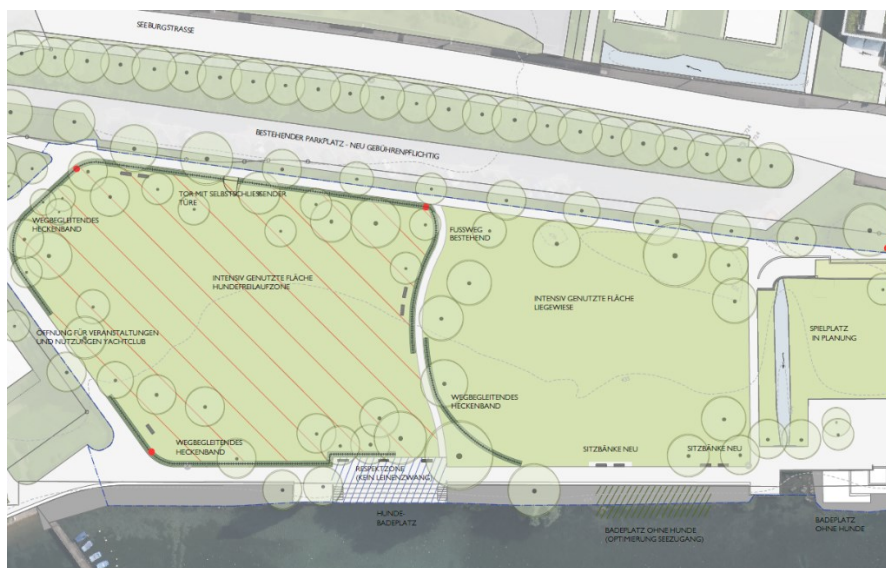 SEEBURGSTRASSE
BESTEHENDER PARKPLATZ - NEU GEBÜHRENPFLICHTIG
TOR MIT SELBSTSCHLIESSENDER
TÜRE
WEGBEGLEITENDES
HECKENBAND
FUSSWEG
BESTEHEND
INTENSIV GENUTZTE FLÄCHE
HUNDEFREILAUFZONE
INTENSIV GENUTZTE FLÄCHE
LIEGEWIESE
SPIELPLATZ
IN PLANUNG
ÖFFNUNG FÜR VERANSTALTUNGEN
UND NUTZUNGEN YACHTCLUB
WEGBEGLEITENDES
HECKENBAND
WEGBEGLEITENDES
HECKENBAND
SITZBÄNKE NEU
SITZBÄNKE NEU
RESPEKTZONE
(KEIN LEINENZWANG)
HUNDE-
BADEPLATZ
BADEPLATZ OHNE HUNDE
(OPTIMIERUNG SEEZUGANG)
BADEPLATZ
OHNE HUNDE